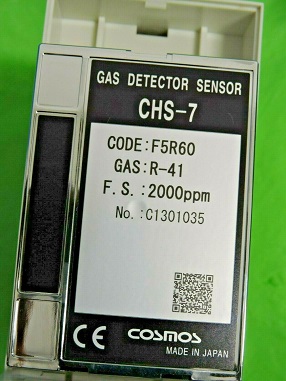 GAS DETECTOR SENSOR
CHS-7
CODE:F5R60
GAS:R-41
F.S.:2000ppm
No.:C1301035
CE COSMOS
MADE IN JAPAN